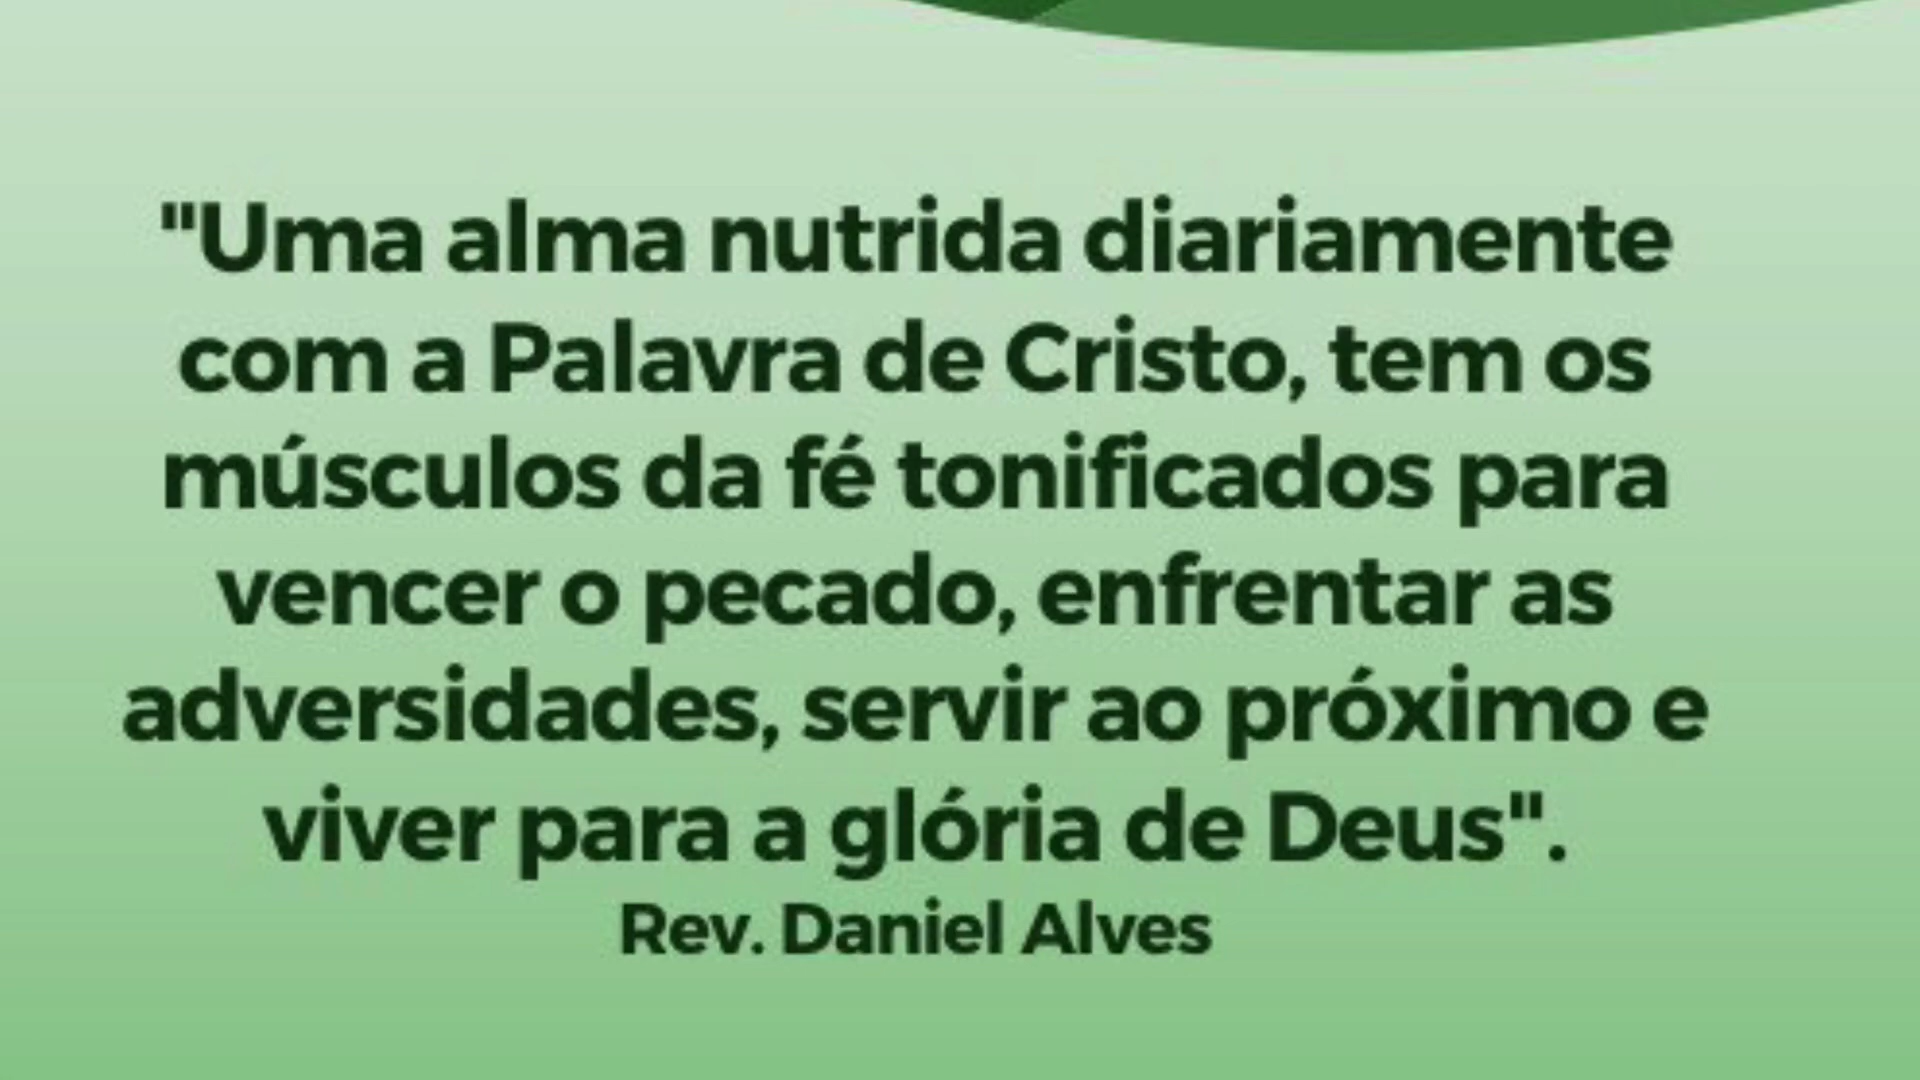 "Uma alma nutrida diariamente
com a Palavra de Cristo, tem os
músculos da fé tonificados para
vencer o pecado, enfrentar as
adversidades, servir ao próximo e
viver para a glória de Deus".
Rev. Daniel Alves